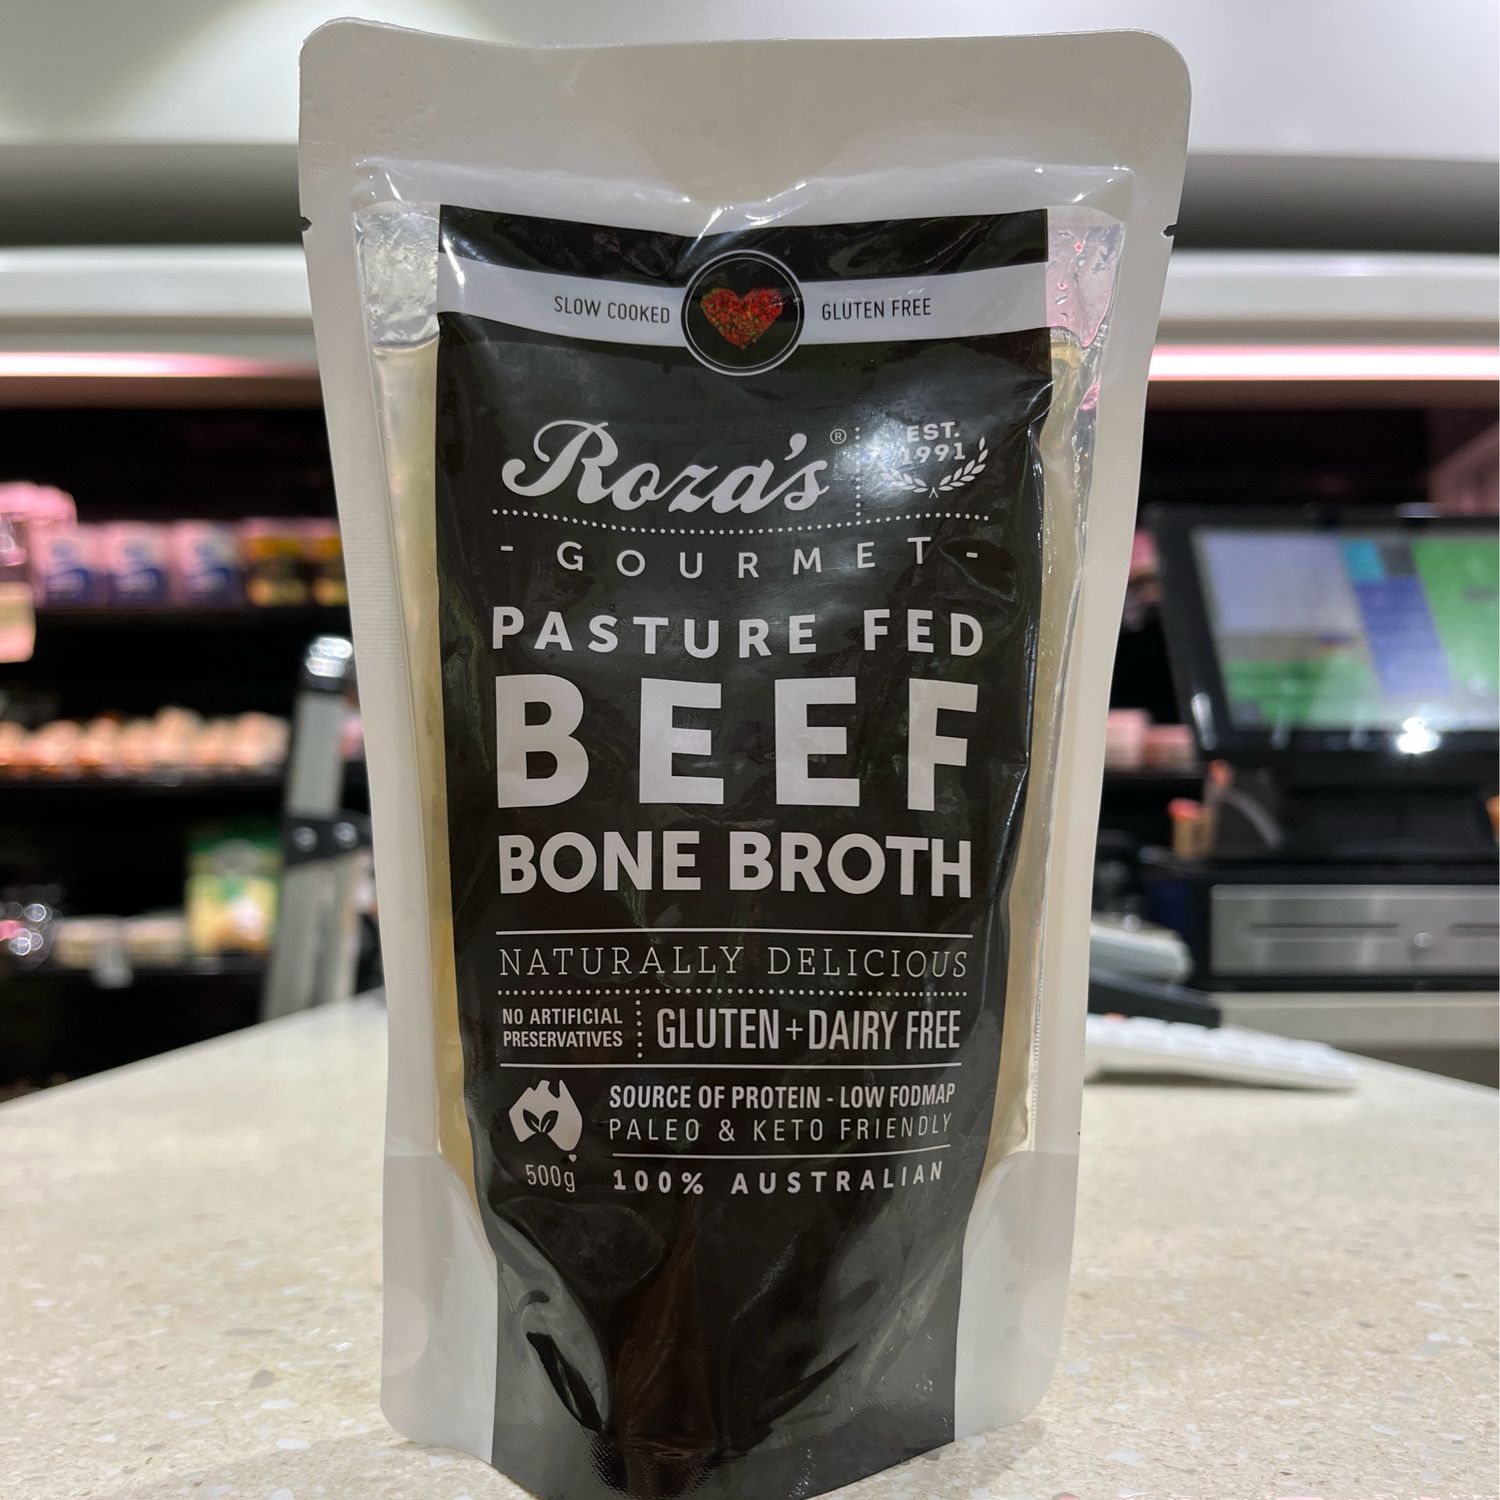 SLOW COOKED GLUTEN FREE
Roza's ® EST. 1991
- GOURMET -
PASTURE FED
BEEF
BONE BROTH
NATURALLY DELICIOUS
NO ARTIFICIAL PRESERVATIVES
GLUTEN + DAIRY FREE
SOURCE OF PROTEIN - LOW FODMAP
PALEO & KETO FRIENDLY
500g
100% AUSTRALIAN